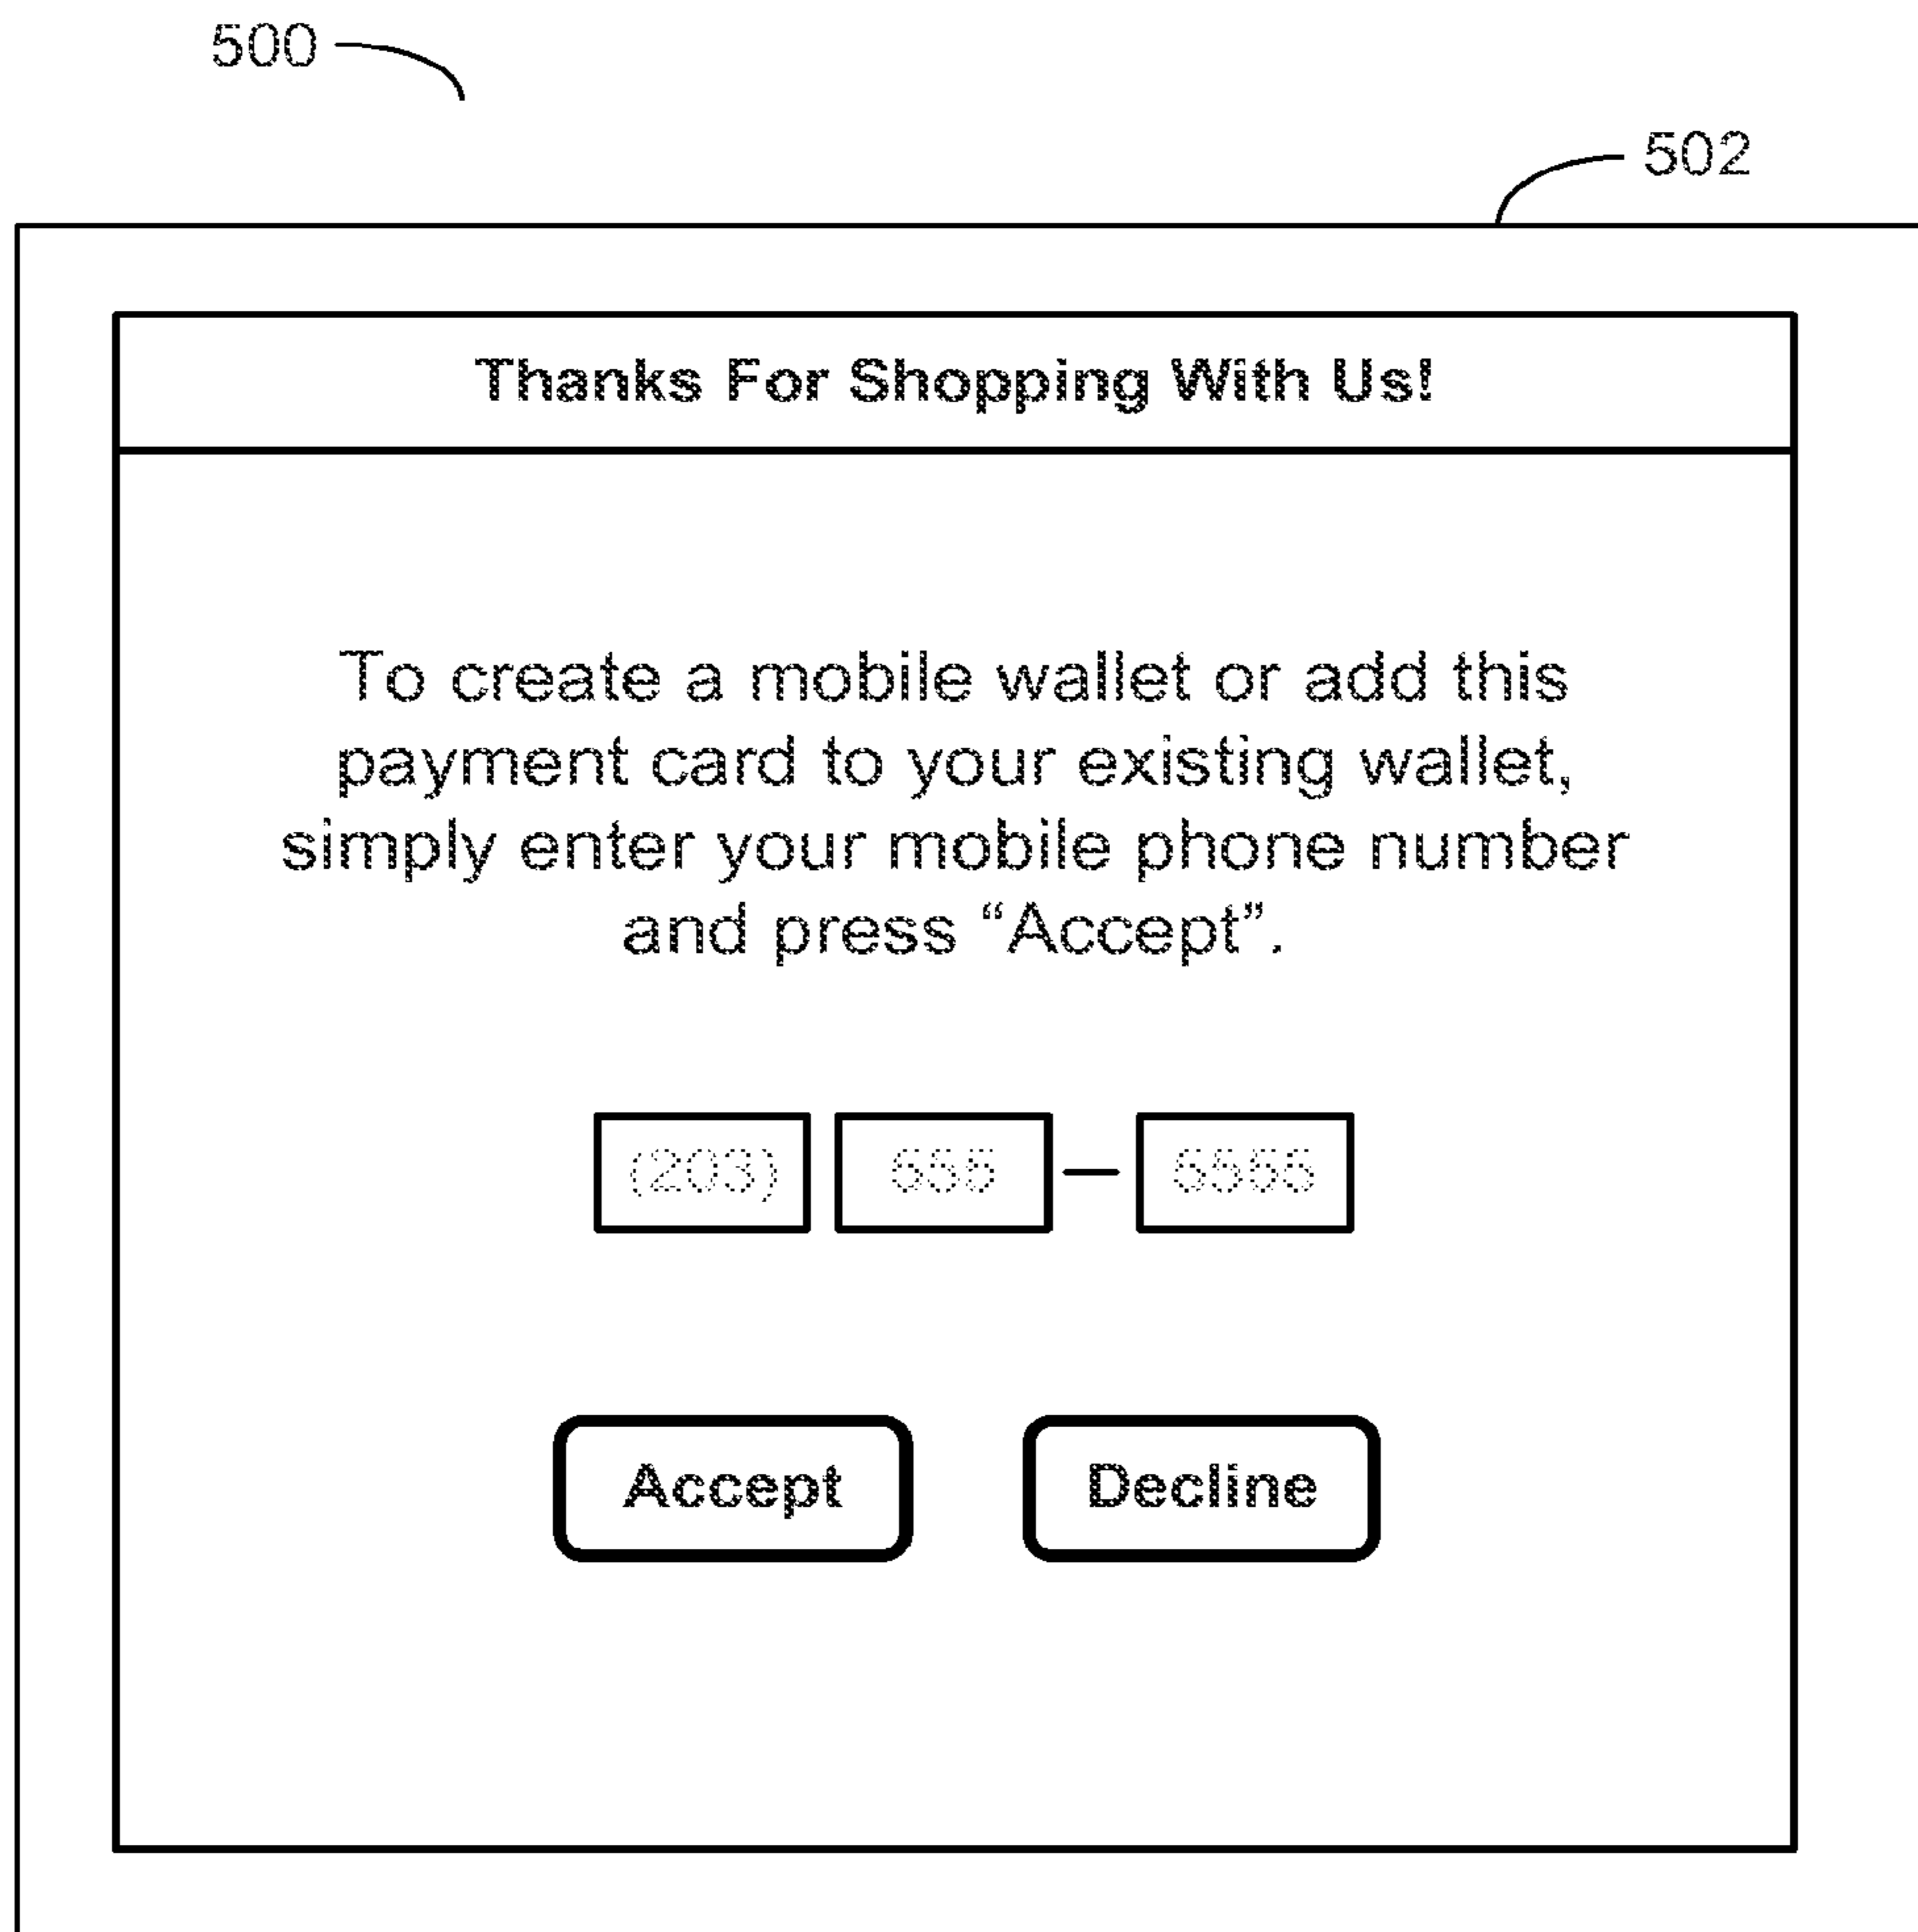 500
502
Thanks For Shopping With Us!
To create a mobile wallet or add this
payment card to your existing wallet,
simply enter your mobile phone number
and press “Accept”.
(203) 555 — 5555
Accept Decline